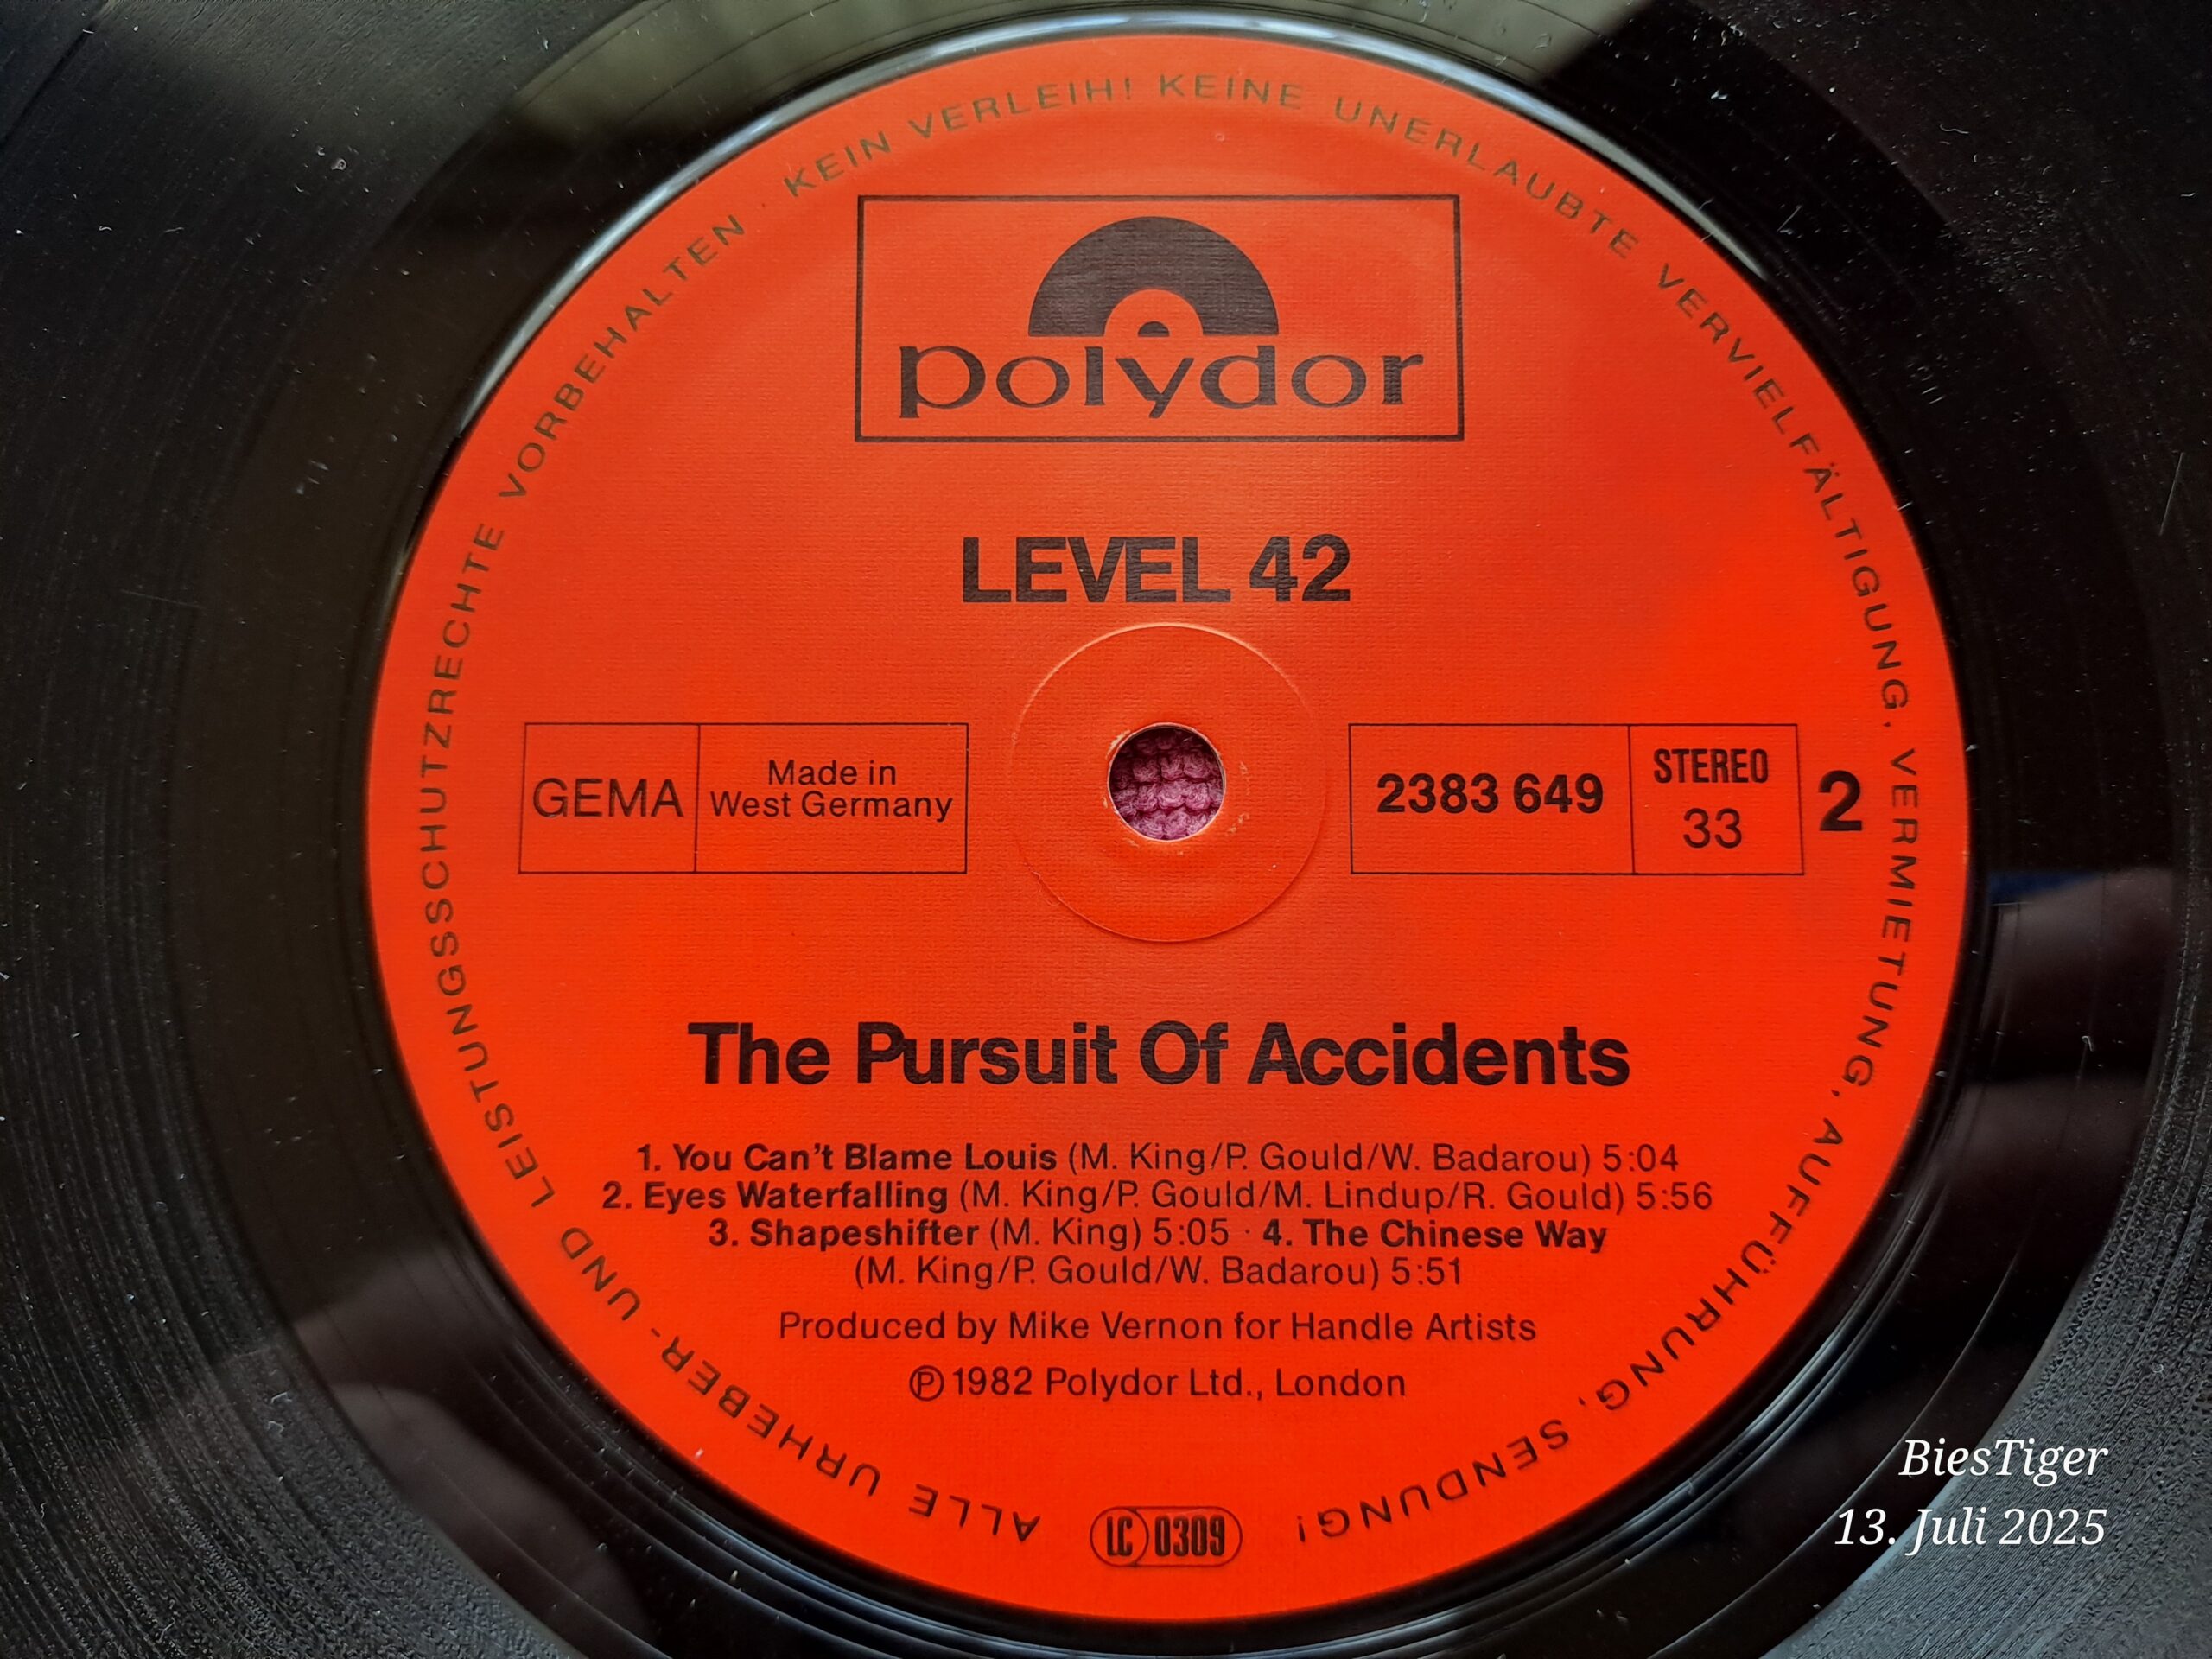 ALLE URHEBER- UND LEISTUNGSSCHUTZRECHTE VORBEHALTEN · KEIN VERLEIH! KEINE UNERLAUBTE VERVIELFÄLTIGUNG, VERMIETUNG, AUFFÜHRUNG, SENDUNG!
polydor
LEVEL 42
GEMA
Made in
West Germany
2383 649
STEREO
33
2
The Pursuit Of Accidents
1. You Can't Blame Louis (M. King/P. Gould/W. Badarou) 5:04
2. Eyes Waterfalling (M. King/P. Gould/M. Lindup/R. Gould) 5:56
3. Shapeshifter (M. King) 5:05 · 4. The Chinese Way
(M. King/P. Gould/W. Badarou) 5:51
Produced by Mike Vernon for Handle Artists
℗ 1982 Polydor Ltd., London
LC 0309
BiesTiger
13. Juli 2025